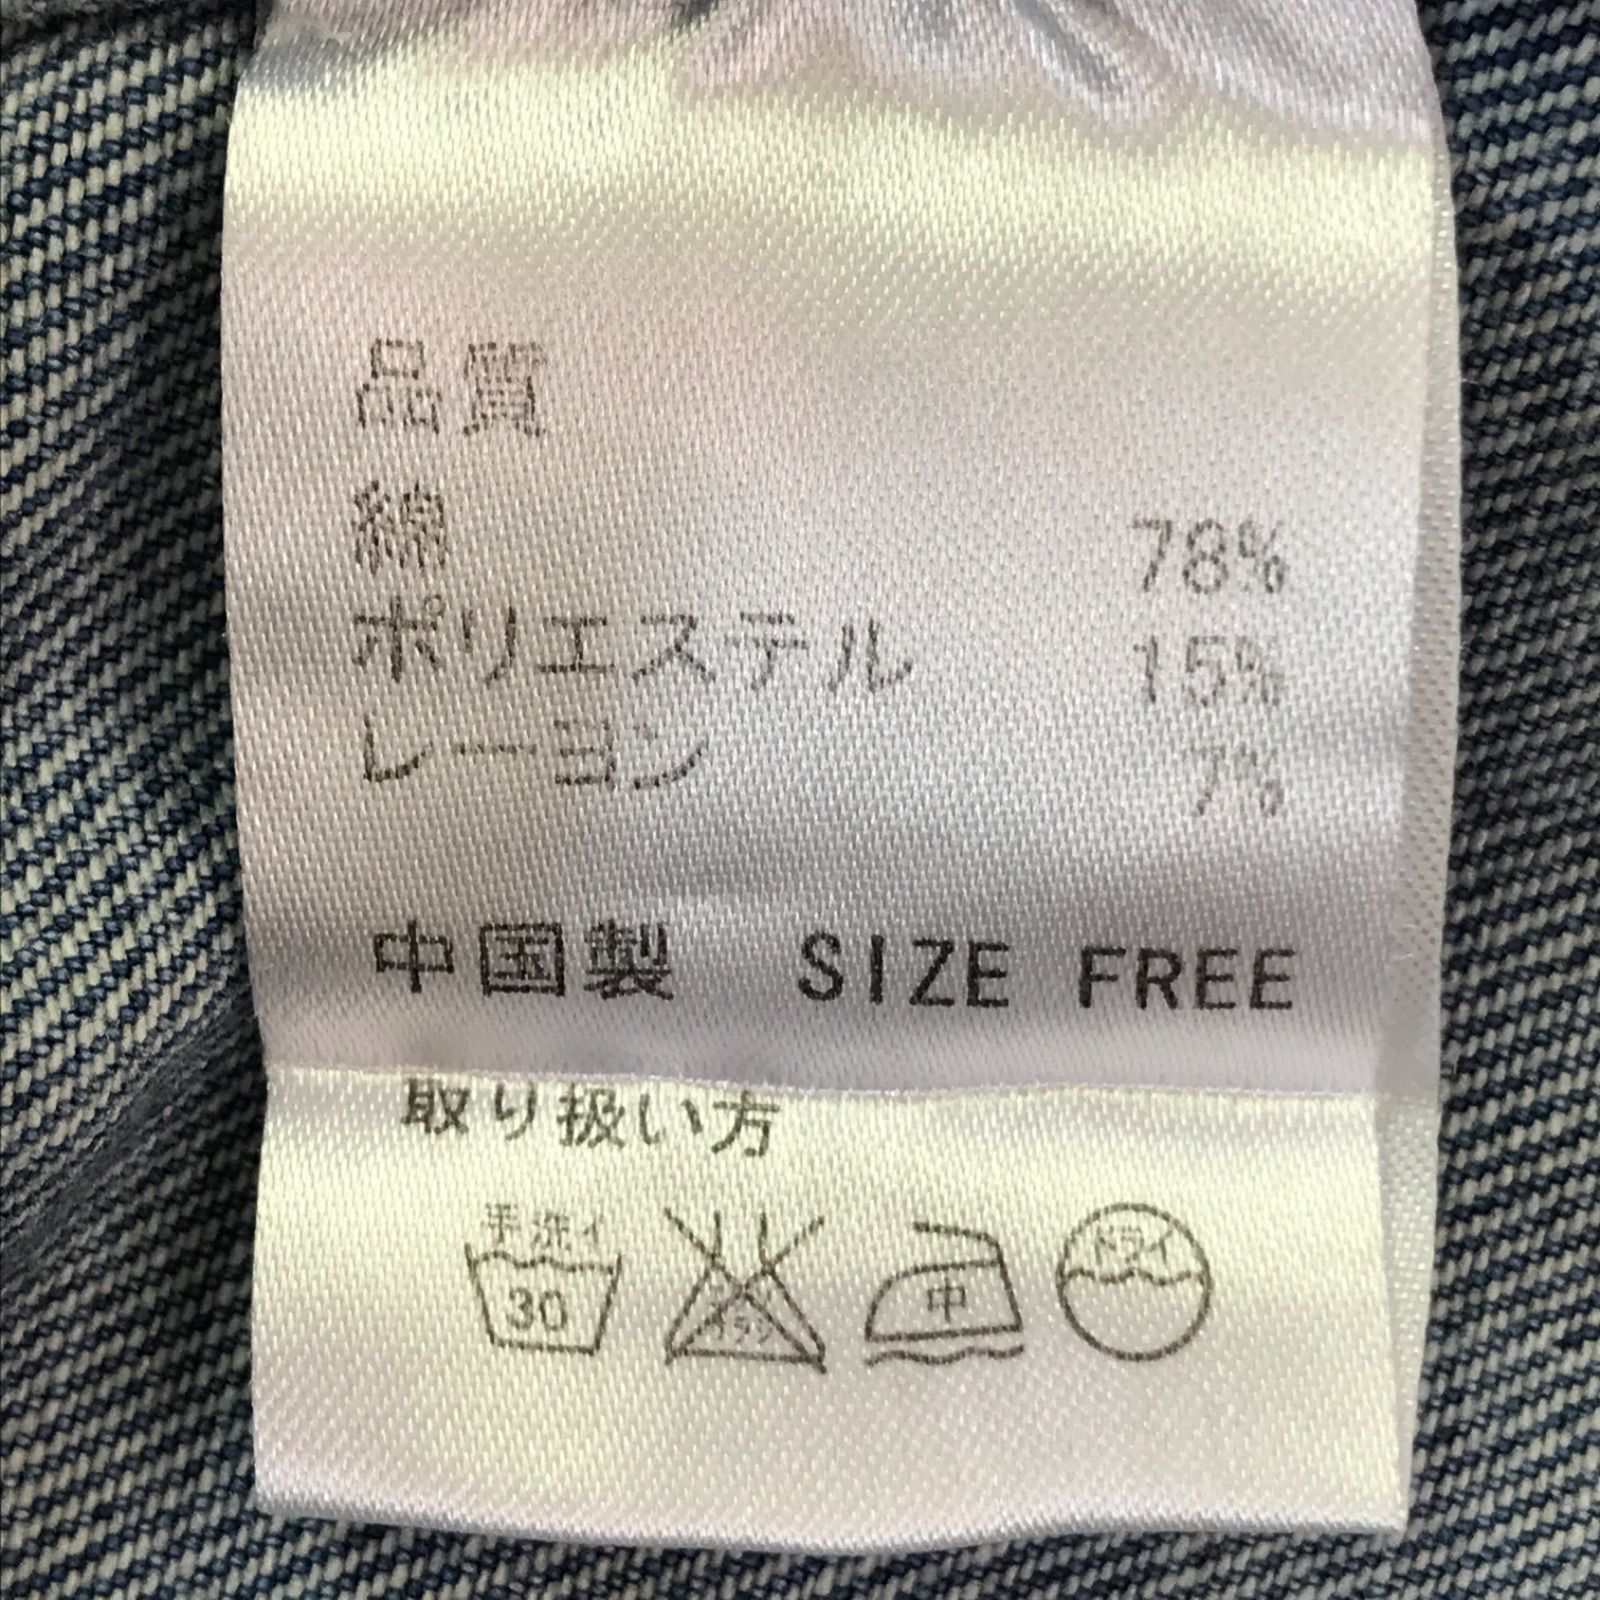 品質
綿 78%
ポリエステル 15%
レーヨン 7%
中国製 SIZE FREE
取り扱い方
手洗イ
30
中
ドライ